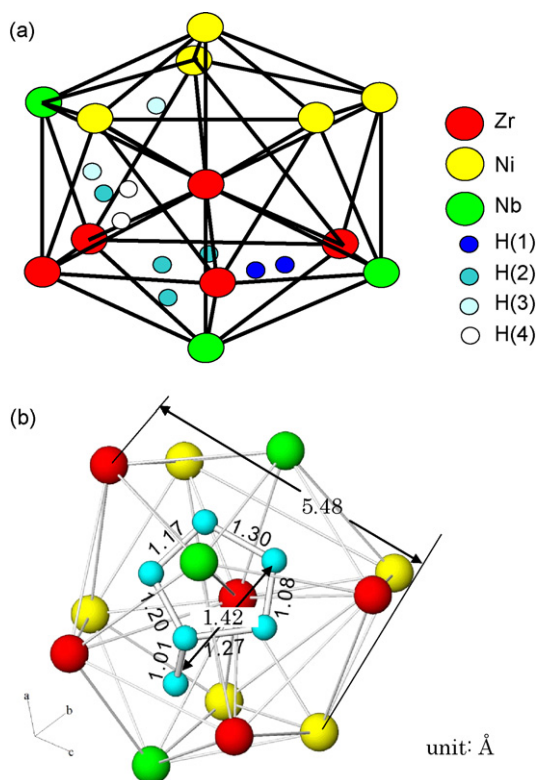 (a)
Zr
Ni
Nb
H(1)
H(2)
H(3)
H(4)
(b)
5.48
1.17
1.30
1.08
1.42
1.20
1.27
1.01
a
b
c
unit: Å